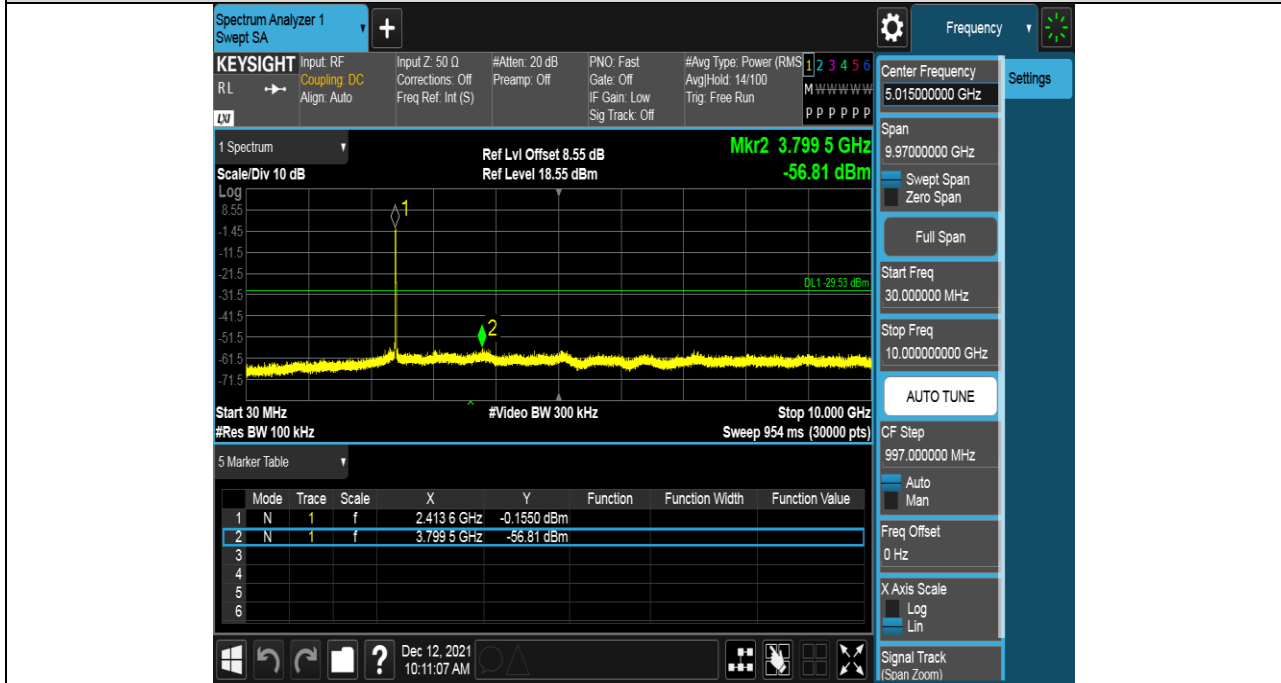 Spectrum Analyzer 1
Swept SA
+
Frequency
KEYSIGHT
RL
LXI
Input: RF
Coupling: DC
Align: Auto
Input Z: 50 Ω
Corrections: Off
Freq Ref: Int (S)
#Atten: 20 dB
Preamp: Off
PNO: Fast
Gate: Off
IF Gain: Low
Sig Track: Off
#Avg Type: Power (RMS
Avg|Hold: 14/100
Trig: Free Run
1 2 3 4 5 6
M W W W W W
P P P P P P
Center Frequency
5.015000000 GHz
Settings
1 Spectrum
Scale/Div 10 dB
Log
Ref Lvl Offset 8.55 dB
Ref Level 18.55 dBm
Mkr2 3.799 5 GHz
-56.81 dBm
8.55
-1.45
-11.5
-21.5
-31.5
-41.5
-51.5
-61.5
-71.5
1
2
DL1 -29.53 dBm
Start 30 MHz
#Res BW 100 kHz
#Video BW 300 kHz
Stop 10.000 GHz
Sweep 954 ms (30000 pts)
Span
9.97000000 GHz
Swept Span
Zero Span
Full Span
Start Freq
30.000000 MHz
Stop Freq
10.000000000 GHz
AUTO TUNE
CF Step
997.000000 MHz
Auto
Man
Freq Offset
0 Hz
X Axis Scale
Log
Lin
Signal Track
(Span Zoom)
5 Marker Table
Mode Trace Scale X Y Function Function Width Function Value
1 N 1 f 2.413 6 GHz -0.1550 dBm
2 N 1 f 3.799 5 GHz -56.81 dBm
3
4
5
6
?
Dec 12, 2021
10:11:07 AM